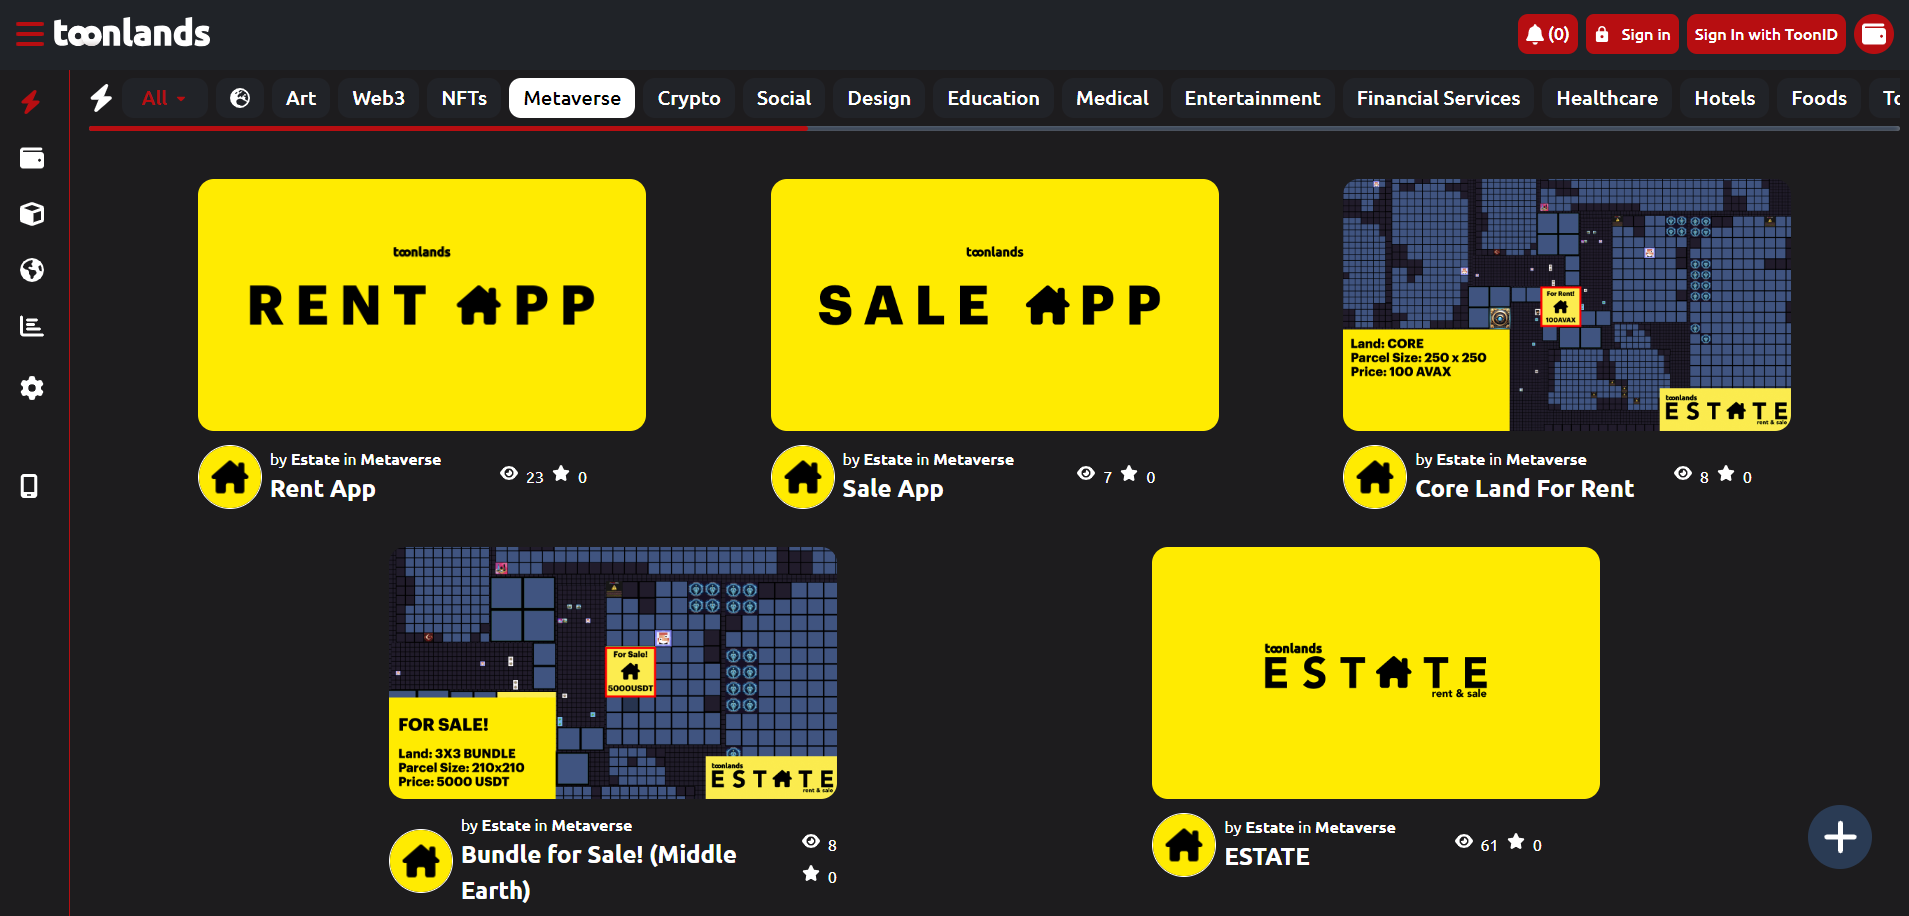 toonlands
(0)
Sign in
Sign In with ToonID
All
Art
Web3
NFTs
Metaverse
Crypto
Social
Design
Education
Medical
Entertainment
Financial Services
Healthcare
Hotels
Foods
toonlands
RENT APP
by Estate in Metaverse
Rent App
23
0
toonlands
SALE APP
by Estate in Metaverse
Sale App
7
0
For Rent!
100AVAX
Land: CORE
Parcel Size: 250 x 250
Price: 100 AVAX
toonlands
ESTATE
rent & sale
by Estate in Metaverse
Core Land For Rent
8
0
For Sale!
5000USDT
FOR SALE!
Land: 3X3 BUNDLE
Parcel Size: 210x210
Price: 5000 USDT
toonlands
ESTATE
rent & sale
by Estate in Metaverse
Bundle for Sale! (Middle
Earth)
8
0
toonlands
ESTATE
rent & sale
by Estate in Metaverse
ESTATE
61
0